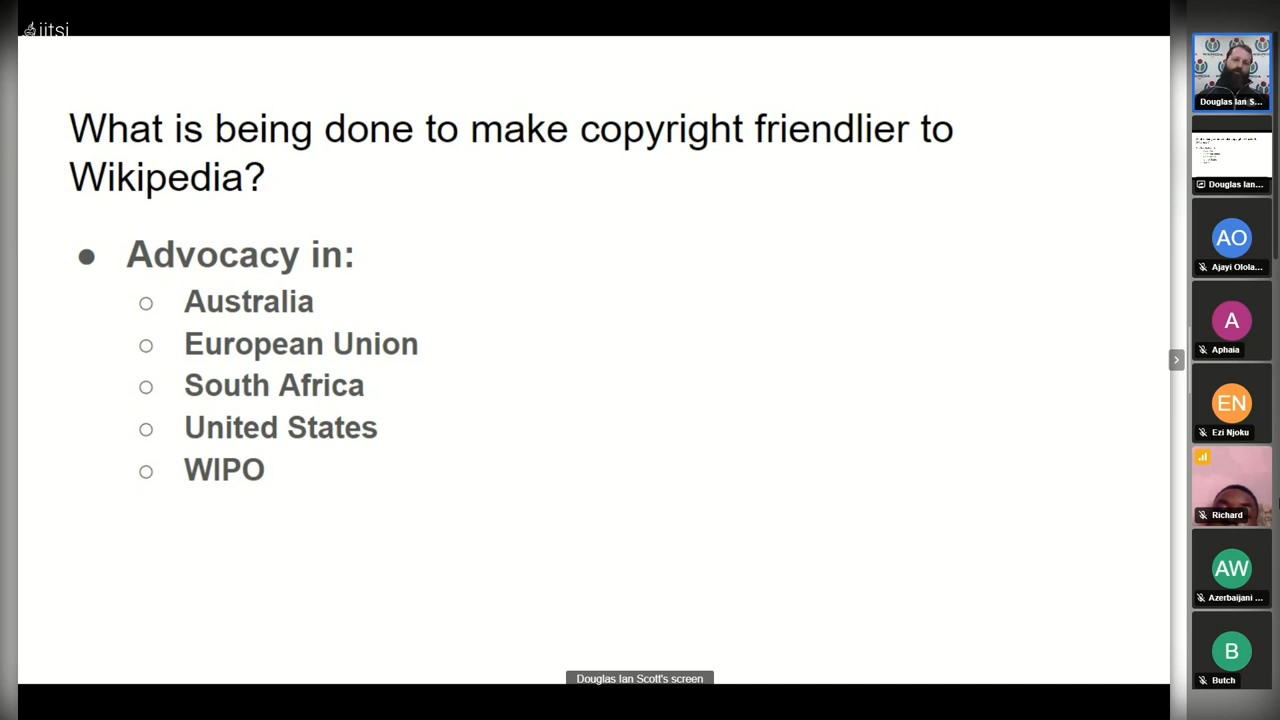 jitsi
What is being done to make copyright friendlier to
Wikipedia?
● Advocacy in:
○ Australia
○ European Union
○ South Africa
○ United States
○ WIPO
Douglas Ian Scott's screen
Douglas Ian S...
Douglas Ian...
AO
Ajayi Olola...
A
Aphaia
EN
Ezi Njoku
Richard
AW
Azerbaijani ...
B
Butch